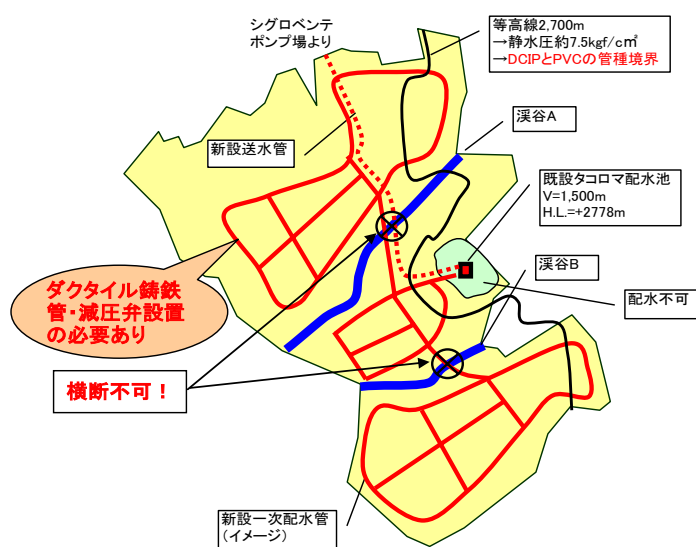 シグロベンテ
ポンプ場より
等高線2,700m
→静水圧約7.5kgf/c㎡
→DCIPとPVCの管種境界
渓谷A
新設送水管
既設タコロマ配水池
V=1,500m
H.L.=+2778m
渓谷B
配水不可
ダクタイル鋳鉄
管・減圧弁設置
の必要あり
横断不可！
新設一次配水管
(イメージ)